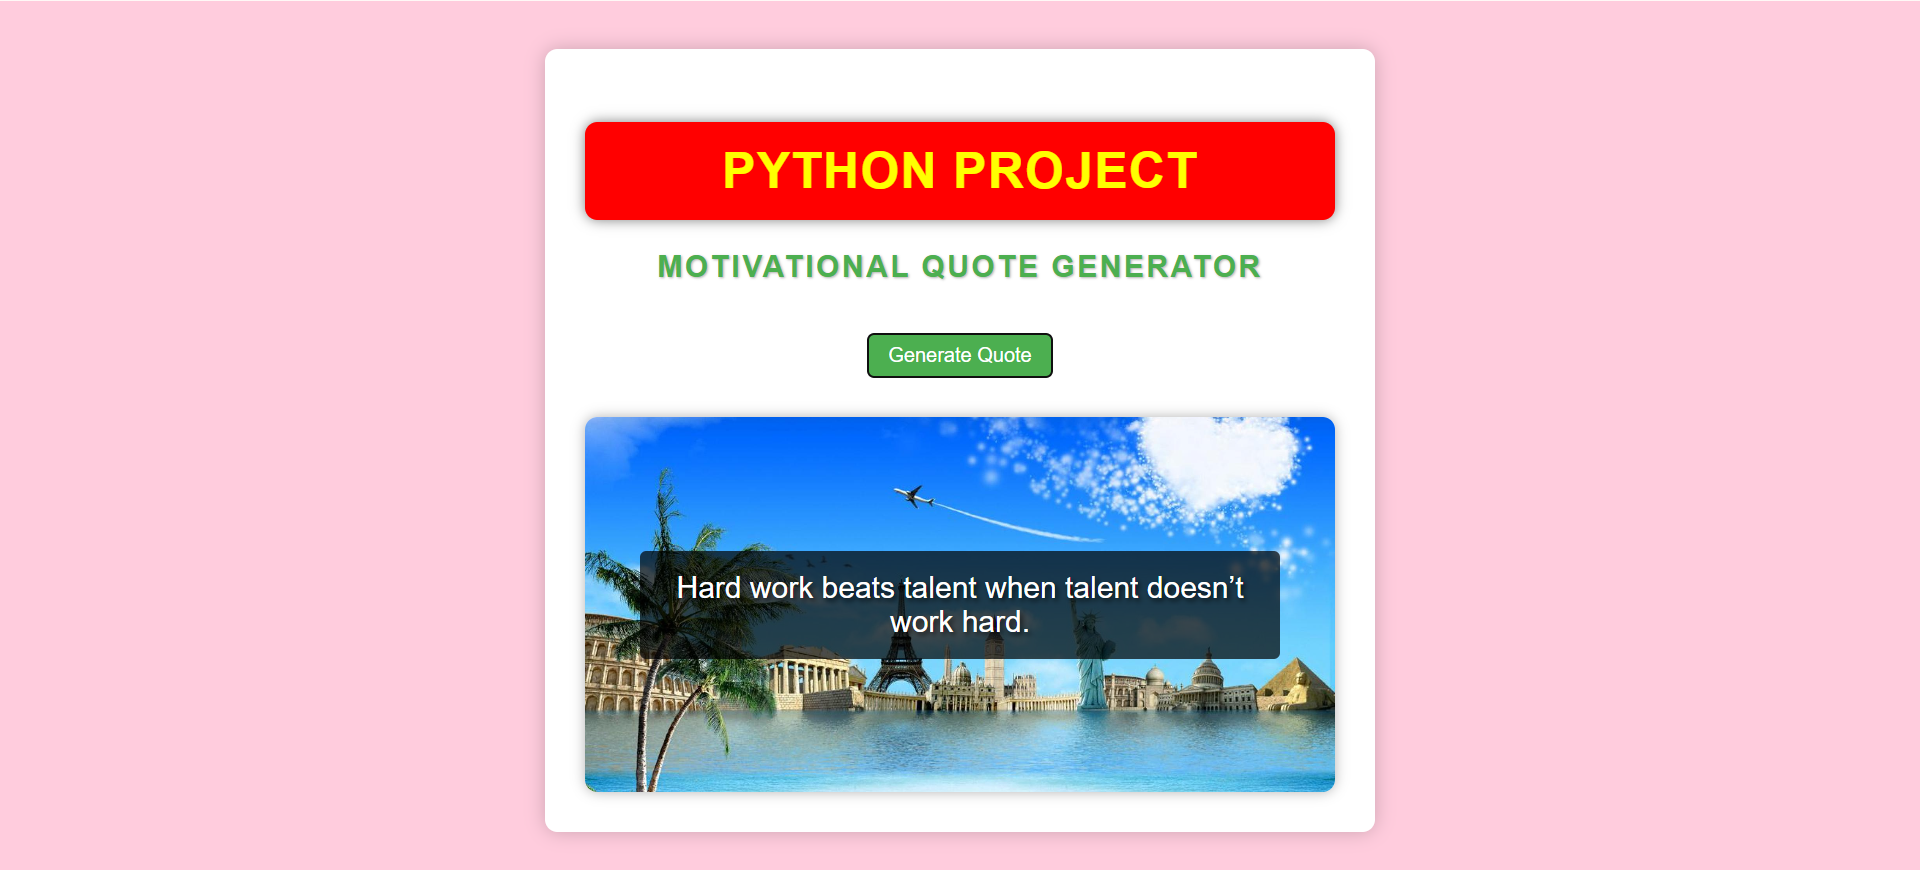 PYTHON PROJECT
MOTIVATIONAL QUOTE GENERATOR
Generate Quote
Hard work beats talent when talent doesn’t
work hard.